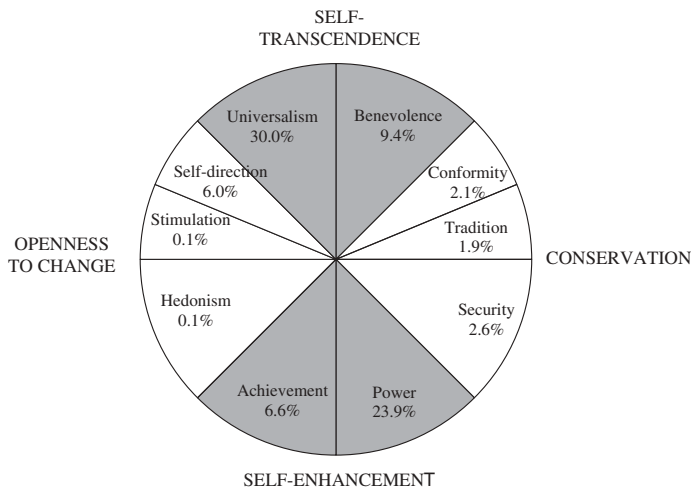 SELF-
TRANSCENDENCE
Universalism
30.0%
Benevolence
9.4%
Self-direction
6.0%
Conformity
2.1%
Stimulation
0.1%
Tradition
1.9%
OPENNESS
TO CHANGE
CONSERVATION
Hedonism
0.1%
Security
2.6%
Achievement
6.6%
Power
23.9%
SELF-ENHANCEMENT